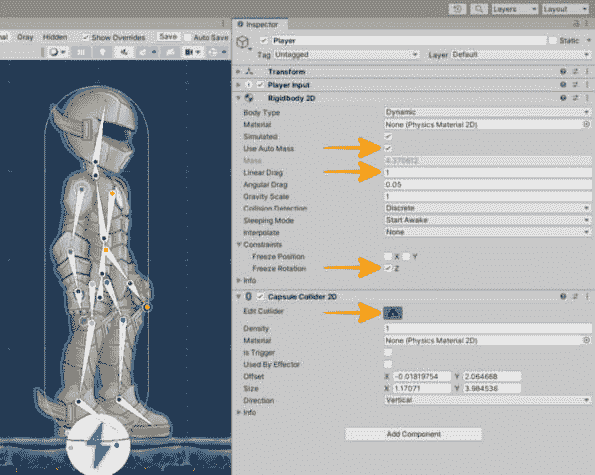 Layers Layout
Inspector
nal Gray Hidden Show Overrides Save Auto Save
Player Static
Tag Untagged Layer Default
Transform
Player Input
Rigidbody 2D
Body Type Dynamic
Material None (Physics Material 2D)
Simulated
Use Auto Mass
Mass 4.370612
Linear Drag 1
Angular Drag 0.05
Gravity Scale 1
Collision Detection Discrete
Sleeping Mode Start Awake
Interpolate None
Constraints
Freeze Position X Y
Freeze Rotation Z
Info
Capsule Collider 2D
Edit Collider
Density 1
Material None (Physics Material 2D)
Is Trigger
Used By Effector
Offset X -0.01819754 Y 2.064668
Size X 1.17071 Y 3.984536
Direction Vertical
Info
Add Component